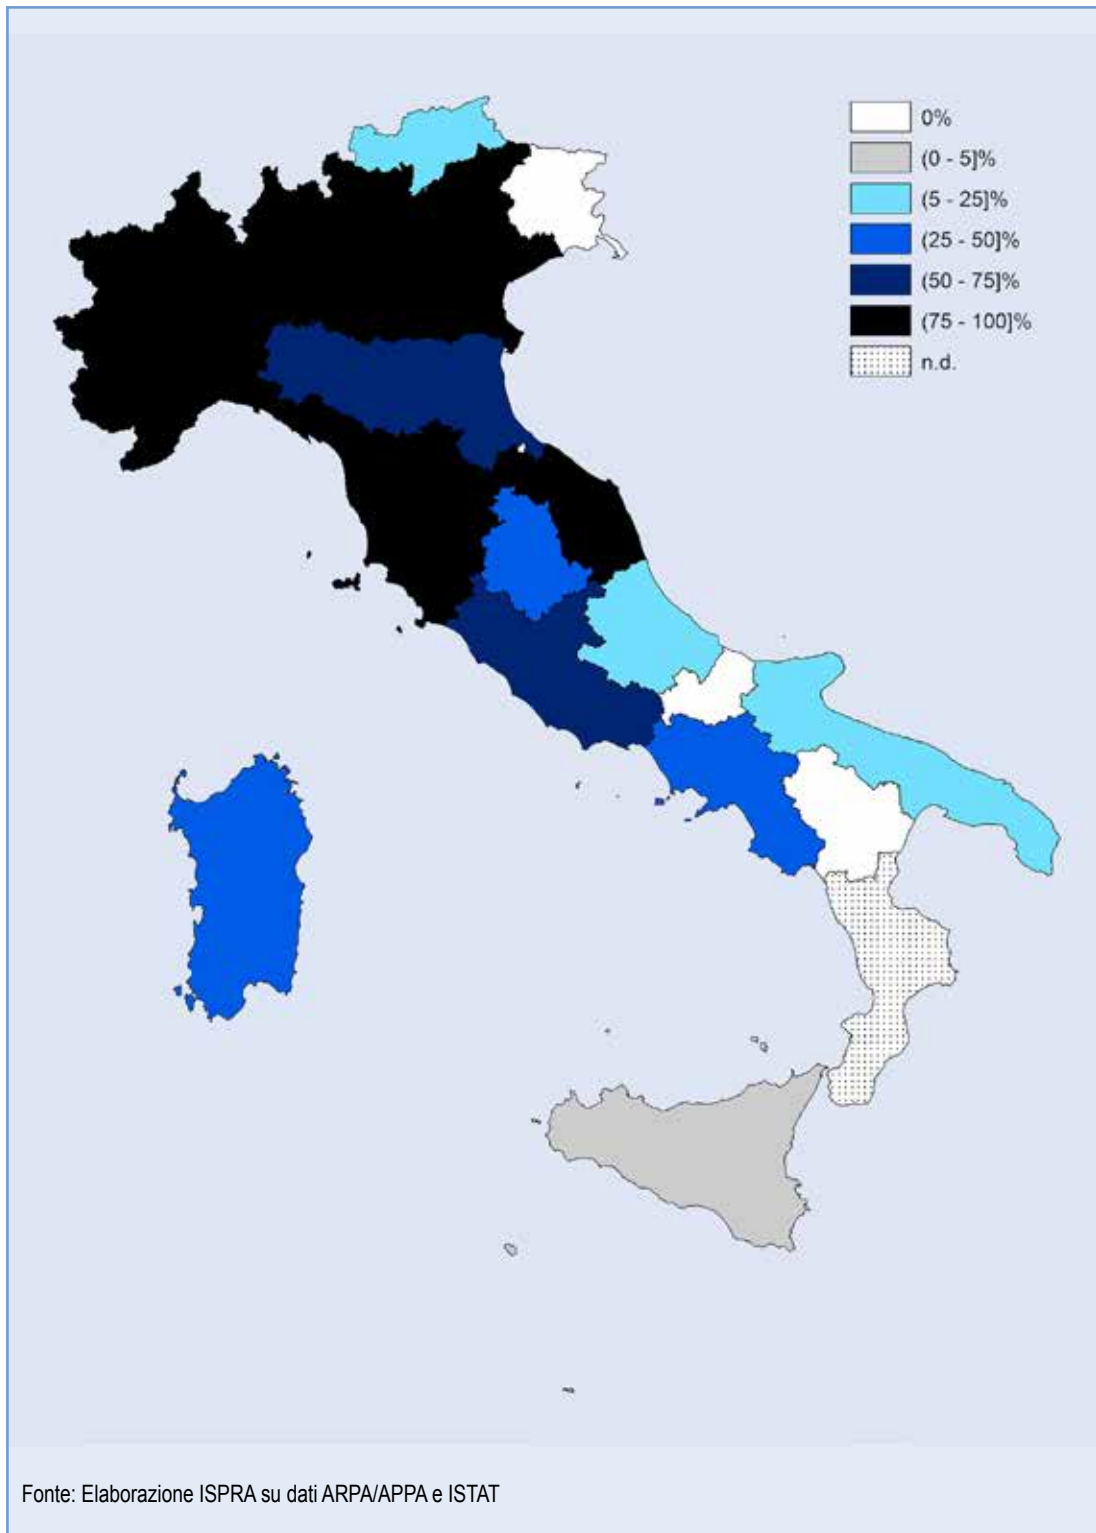 0%
(0 - 5]%
(5 - 25]%
(25 - 50]%
(50 - 75]%
(75 - 100]%
n.d.
Fonte: Elaborazione ISPRA su dati ARPA/APPA e ISTAT